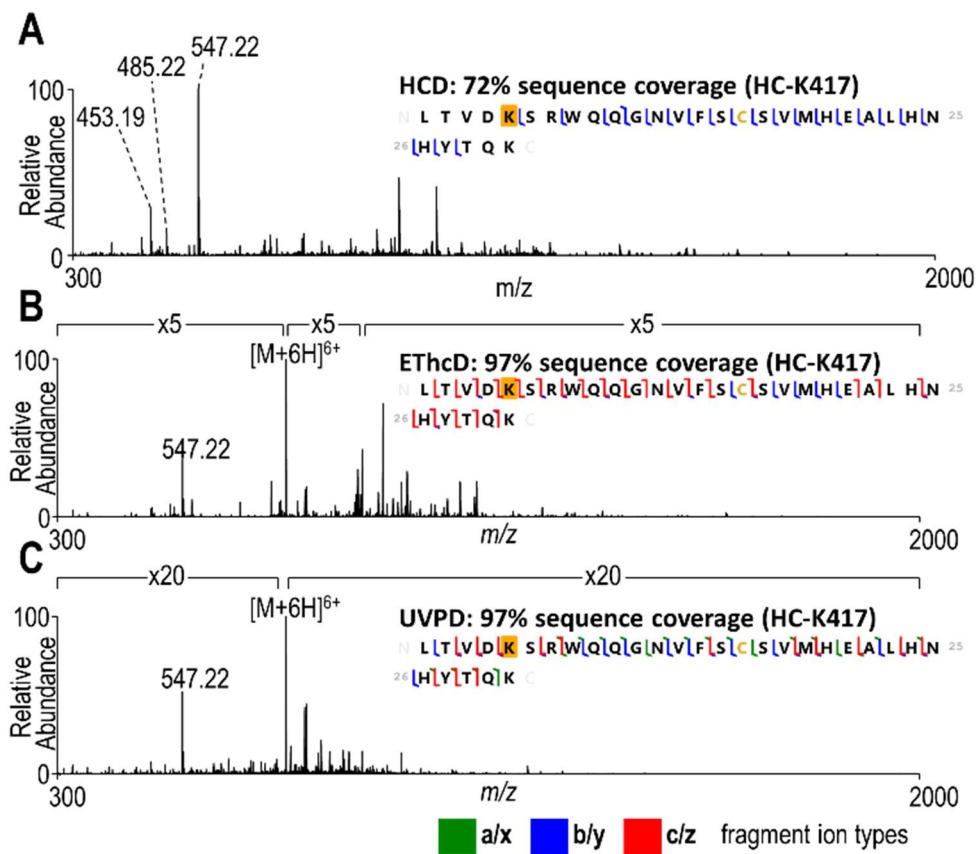 A
547.22
485.22
453.19
100
HCD: 72% sequence coverage (HC-K417)
N L T V D K S R W Q Q G N V F S C S V M H E A L H N 25
26 H Y T Q K C
Relative
Abundance
0
300
m/z
2000
B
x5
x5
x5
[M+6H]6+
100
EThcD: 97% sequence coverage (HC-K417)
N L T V D K S R W Q Q G N V F S C S V M H E A L H N 25
26 H Y T Q K C
547.22
Relative
Abundance
0
300
m/z
2000
C
x20
x20
[M+6H]6+
100
UVPD: 97% sequence coverage (HC-K417)
N L T V D K S R W Q Q G N V F S C S V M H E A L H N 25
26 H Y T Q K C
547.22
Relative
Abundance
0
300
m/z
2000
a/x b/y c/z fragment ion types